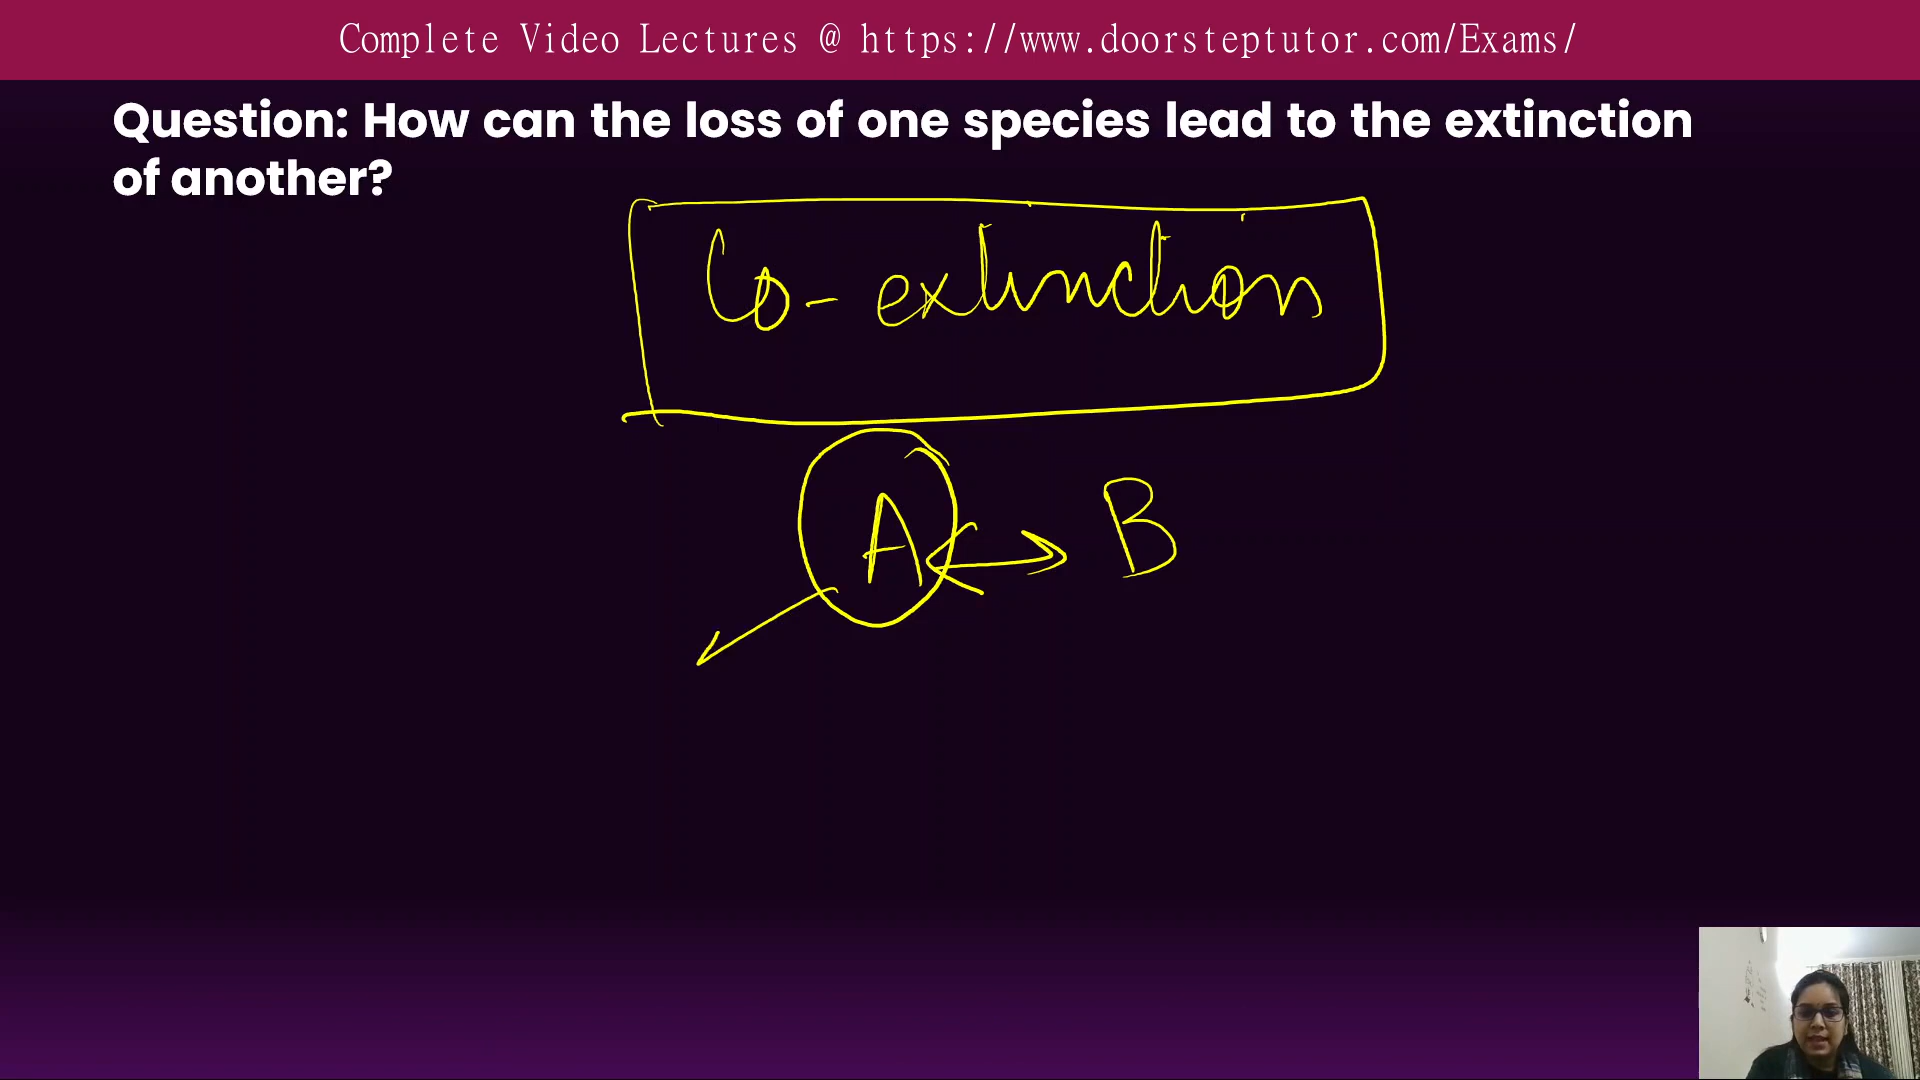 Complete Video Lectures @ https://www.doorsteptutor.com/Exams/
Question: How can the loss of one species lead to the extinction
of another?
Co-extinction
A B